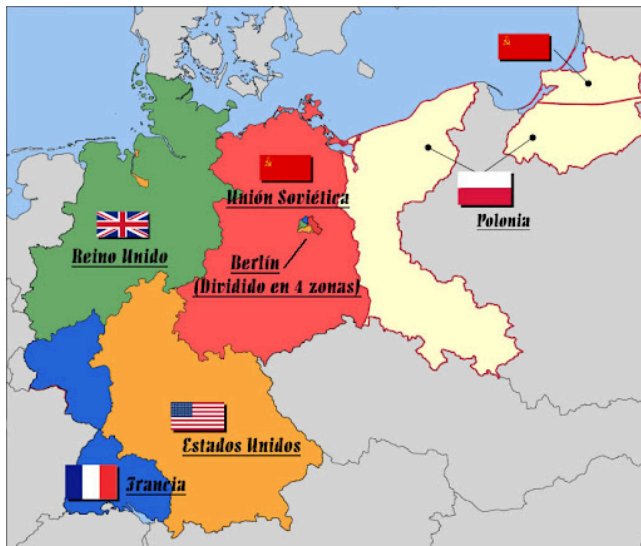 Unión Soviética
Polonia
Reino Unido
Berlín
(Dividido en 4 zonas)
Estados Unidos
Francia